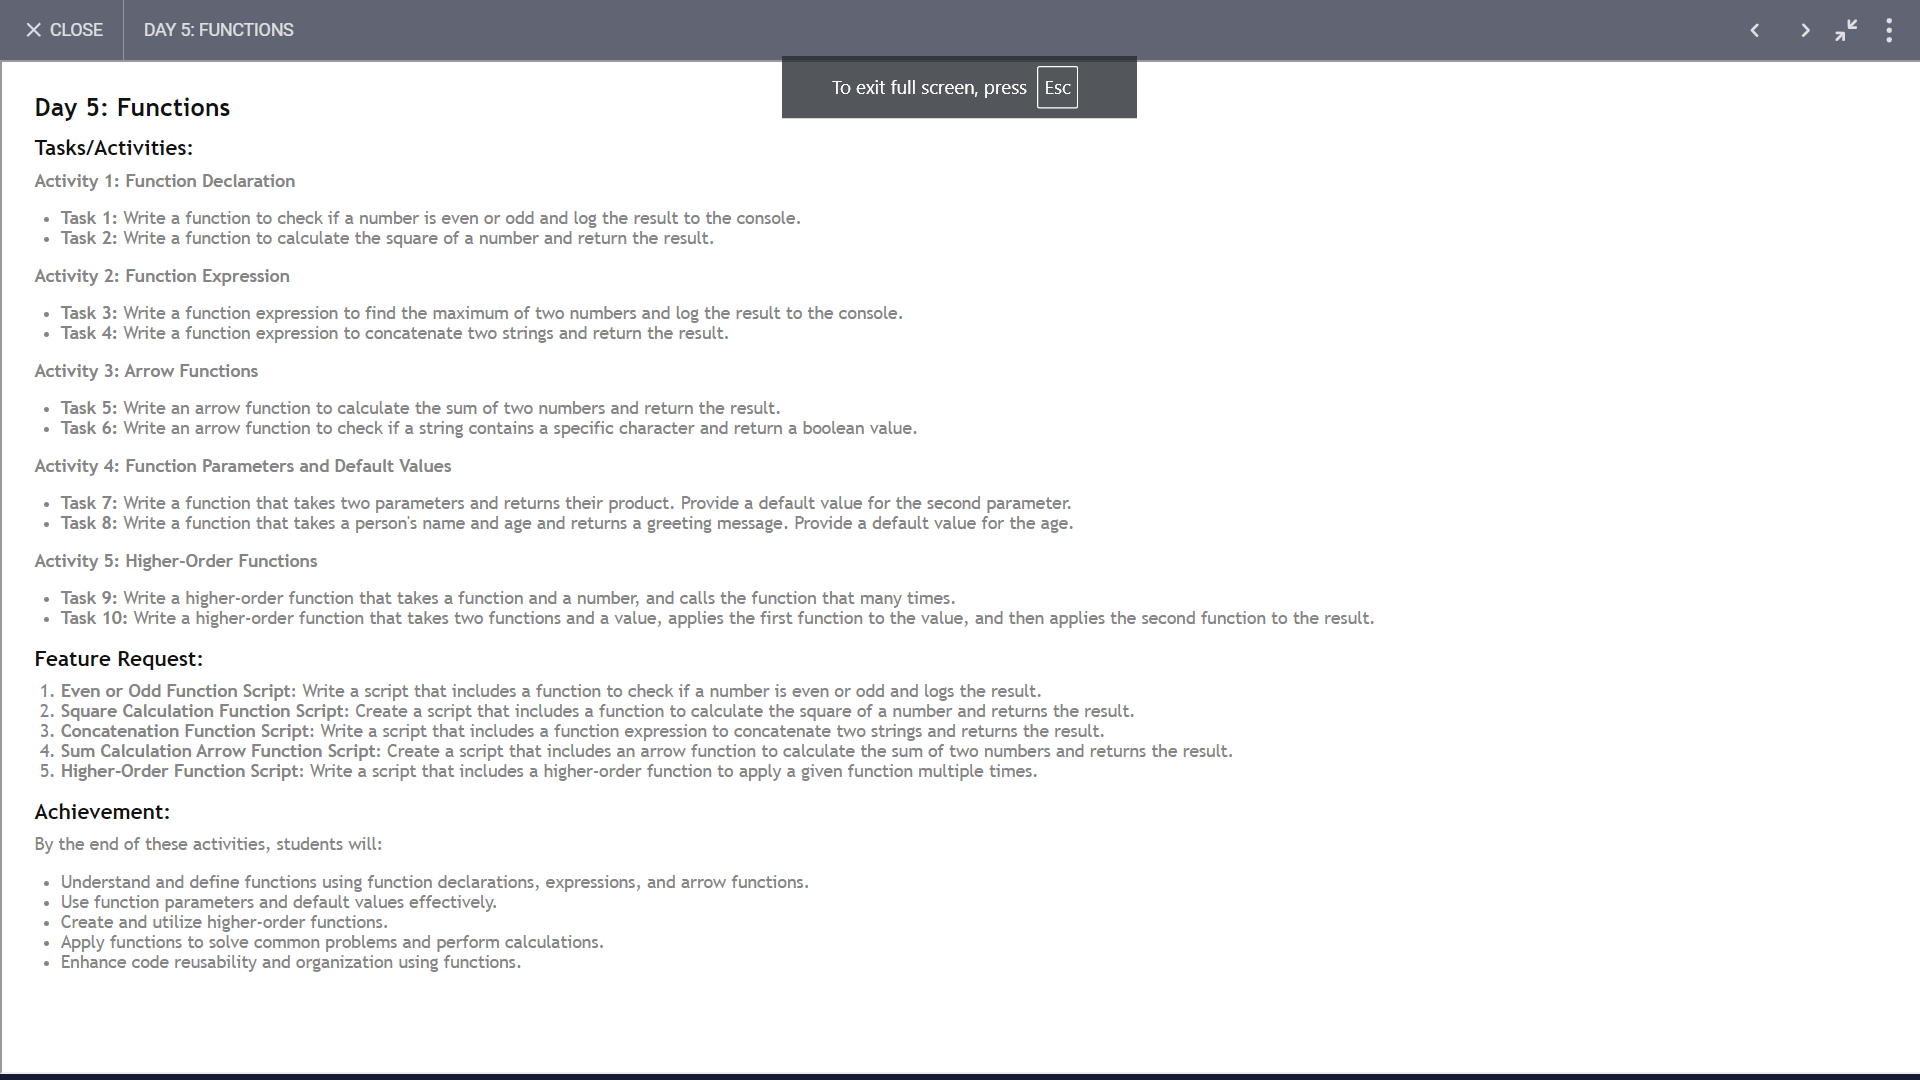 CLOSE
DAY 5: FUNCTIONS
To exit full screen, press Esc
Day 5: Functions
Tasks/Activities:
Activity 1: Function Declaration
• Task 1: Write a function to check if a number is even or odd and log the result to the console.
• Task 2: Write a function to calculate the square of a number and return the result.
Activity 2: Function Expression
• Task 3: Write a function expression to find the maximum of two numbers and log the result to the console.
• Task 4: Write a function expression to concatenate two strings and return the result.
Activity 3: Arrow Functions
• Task 5: Write an arrow function to calculate the sum of two numbers and return the result.
• Task 6: Write an arrow function to check if a string contains a specific character and return a boolean value.
Activity 4: Function Parameters and Default Values
• Task 7: Write a function that takes two parameters and returns their product. Provide a default value for the second parameter.
• Task 8: Write a function that takes a person's name and age and returns a greeting message. Provide a default value for the age.
Activity 5: Higher-Order Functions
• Task 9: Write a higher-order function that takes a function and a number, and calls the function that many times.
• Task 10: Write a higher-order function that takes two functions and a value, applies the first function to the value, and then applies the second function to the result.
Feature Request:
1. Even or Odd Function Script: Write a script that includes a function to check if a number is even or odd and logs the result.
2. Square Calculation Function Script: Create a script that includes a function to calculate the square of a number and returns the result.
3. Concatenation Function Script: Write a script that includes a function expression to concatenate two strings and returns the result.
4. Sum Calculation Arrow Function Script: Create a script that includes an arrow function to calculate the sum of two numbers and returns the result.
5. Higher-Order Function Script: Write a script that includes a higher-order function to apply a given function multiple times.
Achievement:
By the end of these activities, students will:
• Understand and define functions using function declarations, expressions, and arrow functions.
• Use function parameters and default values effectively.
• Create and utilize higher-order functions.
• Apply functions to solve common problems and perform calculations.
• Enhance code reusability and organization using functions.